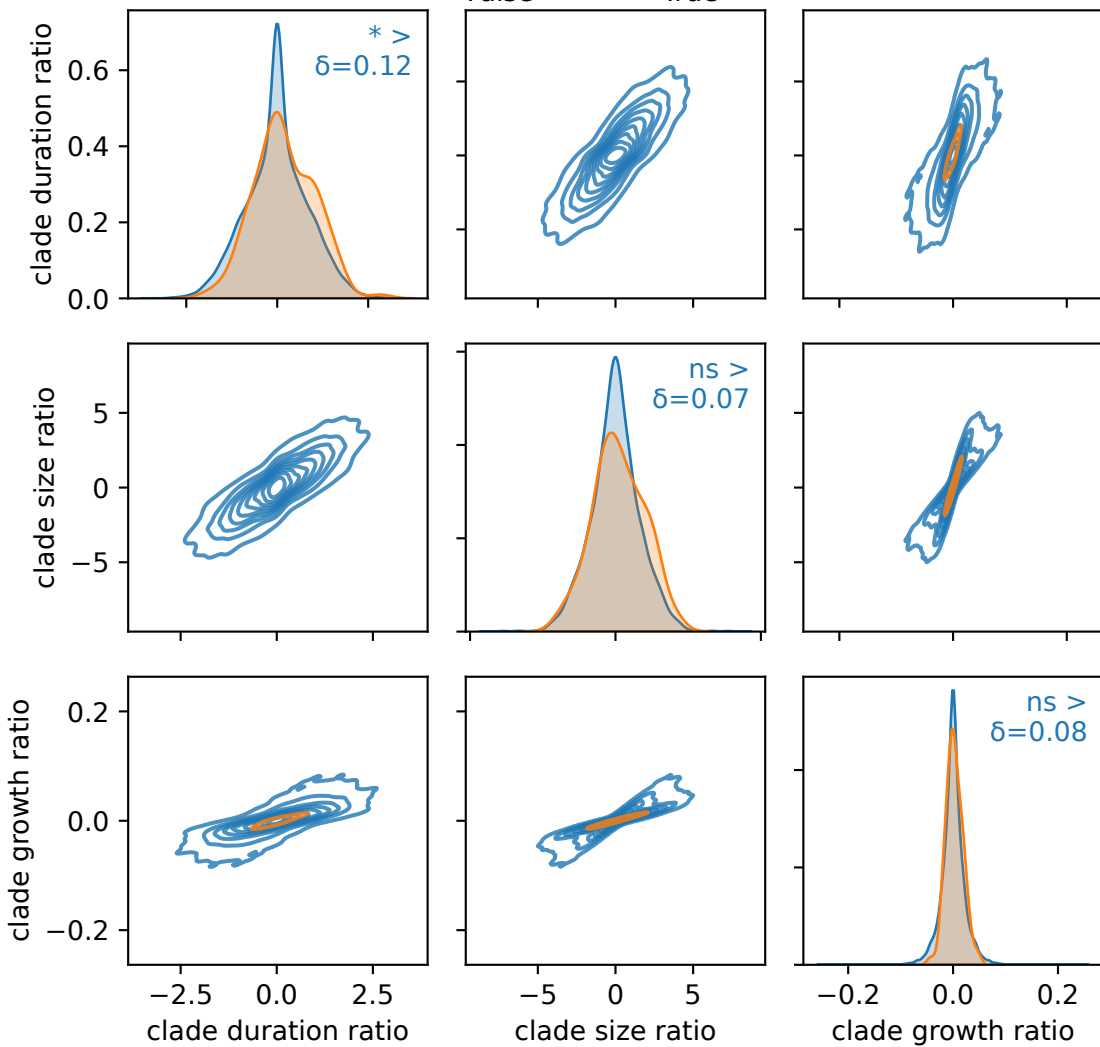 * >
δ=0.12
clade duration ratio
0.6
0.4
0.2
0.0
ns >
δ=0.07
clade size ratio
5
0
−5
ns >
δ=0.08
clade growth ratio
0.2
0.0
−0.2
−2.5 0.0 2.5
−5 0 5
−0.2 0.0 0.2
clade duration ratio
clade size ratio
clade growth ratio